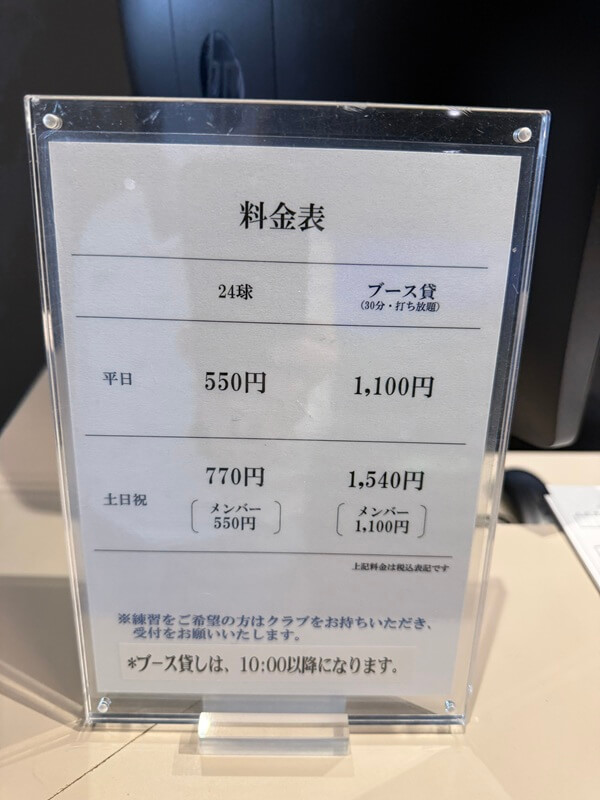 hp
料金表
24球 ブース貸
(30分・打ち放題)
平日 550円 1,100円
770円 1,540円
土日祝
メンバー メンバー
550円 1,100円
上記料金は税込表記です
※練習をご希望の方はクラブをお持ちいただき、
受付をお願いいたします。
*ブース貸しは、10:00以降になります。